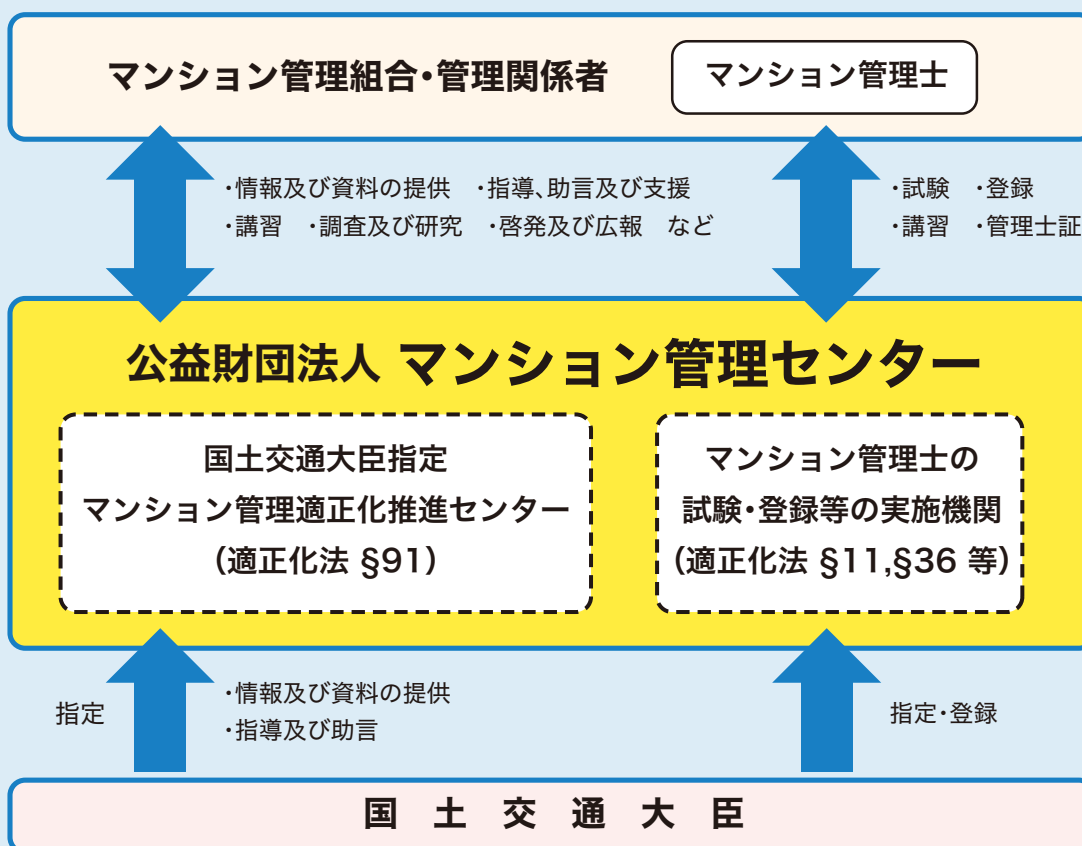 マンション管理組合・管理関係者
マンション管理士
・情報及び資料の提供　・指導、助言及び支援
・講習　・調査及び研究　・啓発及び広報　など
・試験　・登録
・講習　・管理士証
公益財団法人 マンション管理センター
国土交通大臣指定
マンション管理適正化推進センター
（適正化法 §91）
マンション管理士の
試験・登録等の実施機関
（適正化法 §11,§36 等）
指定
・情報及び資料の提供
・指導及び助言
指定・登録
国　土　交　通　大　臣